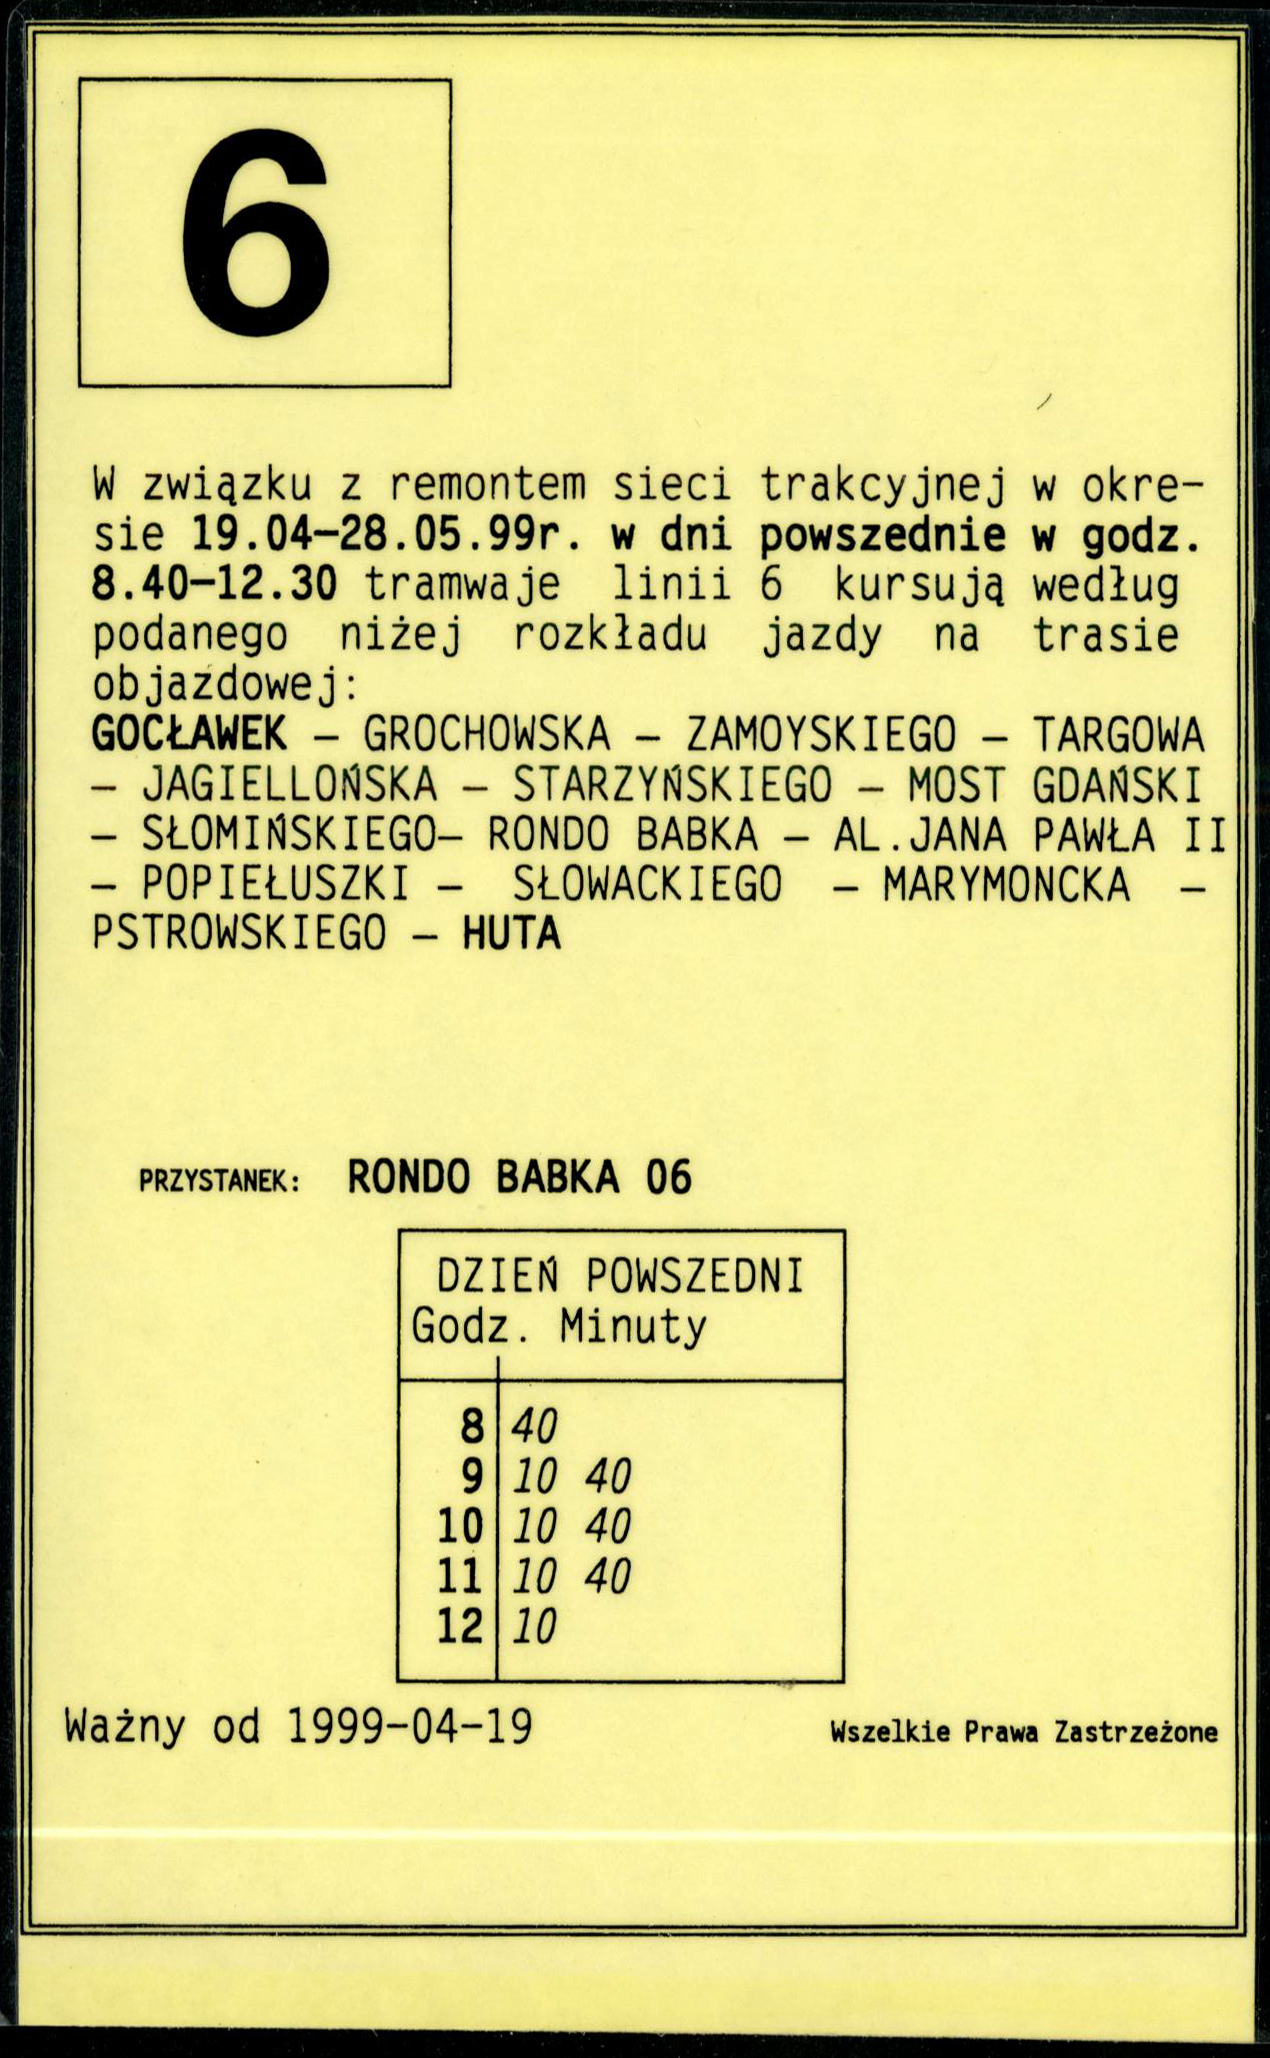 6
W związku z remontem sieci trakcyjnej w okre-
sie 19.04-28.05.99r. w dni powszednie w godz.
8.40-12.30 tramwaje linii 6 kursują według
podanego niżej rozkładu jazdy na trasie
objazdowej:
GOCŁAWEK - GROCHOWSKA - ZAMOYSKIEGO - TARGOWA
- JAGIELLOŃSKA - STARZYŃSKIEGO - MOST GDAŃSKI
- SŁOMIŃSKIEGO- RONDO BABKA - AL.JANA PAWŁA II
- POPIEŁUSZKI - SŁOWACKIEGO - MARYMONCKA -
PSTROWSKIEGO - HUTA
PRZYSTANEK: RONDO BABKA 06
DZIEŃ POWSZEDNI
Godz. Minuty
8 40
9 10 40
10 10 40
11 10 40
12 10
Ważny od 1999-04-19 Wszelkie Prawa Zastrzeżone